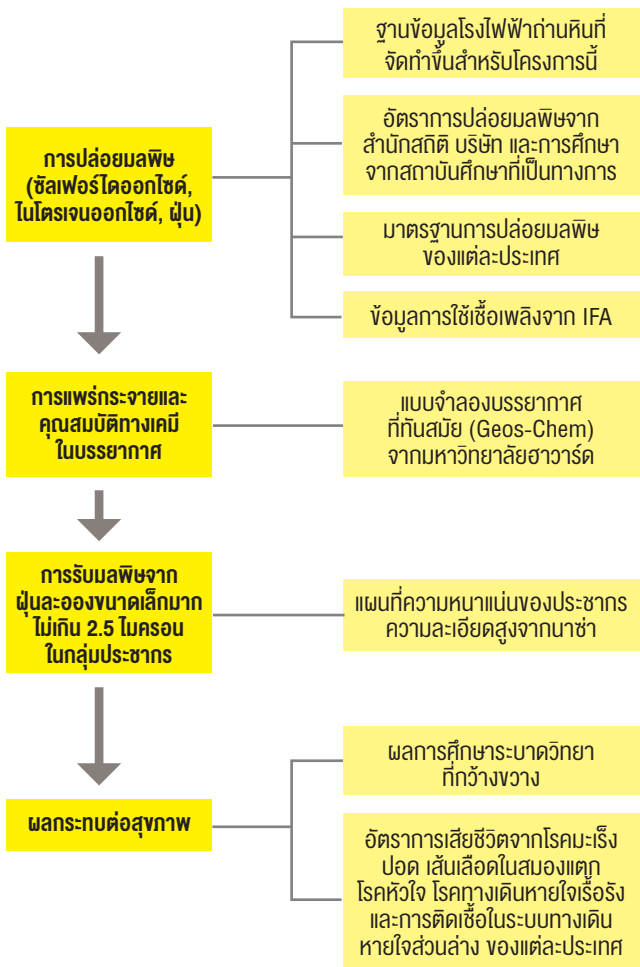 การปล่อยมลพิษ
(ซัลเฟอร์ไดออกไซด์,
ไนโตรเจนออกไซด์, ฝุ่น)
ฐานข้อมูลโรงไฟฟ้าถ่านหินที่
จัดทำขึ้นสำหรับโครงการนี้
อัตราการปล่อยมลพิษจาก
สำนักสถิติ บริษัท และการศึกษา
จากสถาบันศึกษาที่เป็นทางการ
มาตรฐานการปล่อยมลพิษ
ของแต่ละประเทศ
ข้อมูลการใช้เชื้อเพลิงจาก IFA
การแพร่กระจายและ
คุณสมบัติทางเคมี
ในบรรยากาศ
แบบจำลองบรรยากาศ
ที่ทันสมัย (Geos-Chem)
จากมหาวิทยาลัยฮาวาร์ด
การรับมลพิษจาก
ฝุ่นละอองขนาดเล็กมาก
ไม่เกิน 2.5 ไมครอน
ในกลุ่มประชากร
แผนที่ความหนาแน่นของประชากร
ความละเอียดสูงจากนาซ่า
ผลกระทบต่อสุขภาพ
ผลการศึกษาระบาดวิทยา
ที่กว้างขวาง
อัตราการเสียชีวิตจากโรคมะเร็ง
ปอด เส้นเลือดในสมองแตก
โรคหัวใจ โรคทางเดินหายใจเรื้อรัง
และการติดเชื้อในระบบทางเดิน
หายใจส่วนล่าง ของแต่ละประเทศ